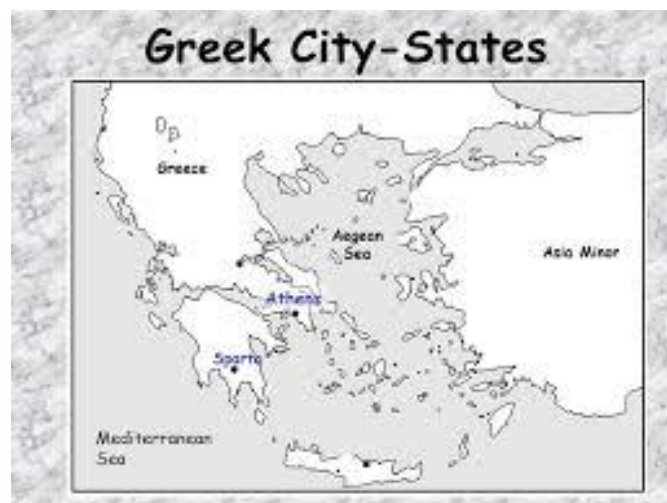 Greek City-States
Greece
Aegean
Sea
Asia Minor
Athens
Sparta
Mediterranean
Sea